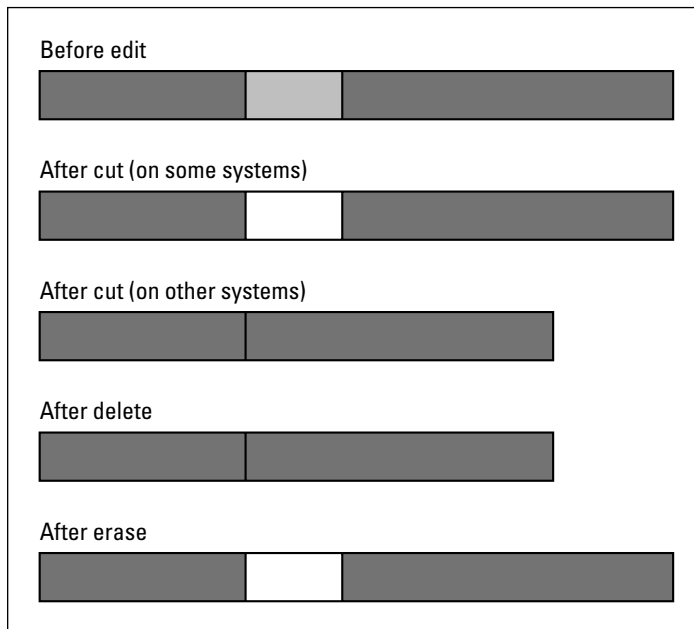 Before edit
After cut (on some systems)
After cut (on other systems)
After delete
After erase